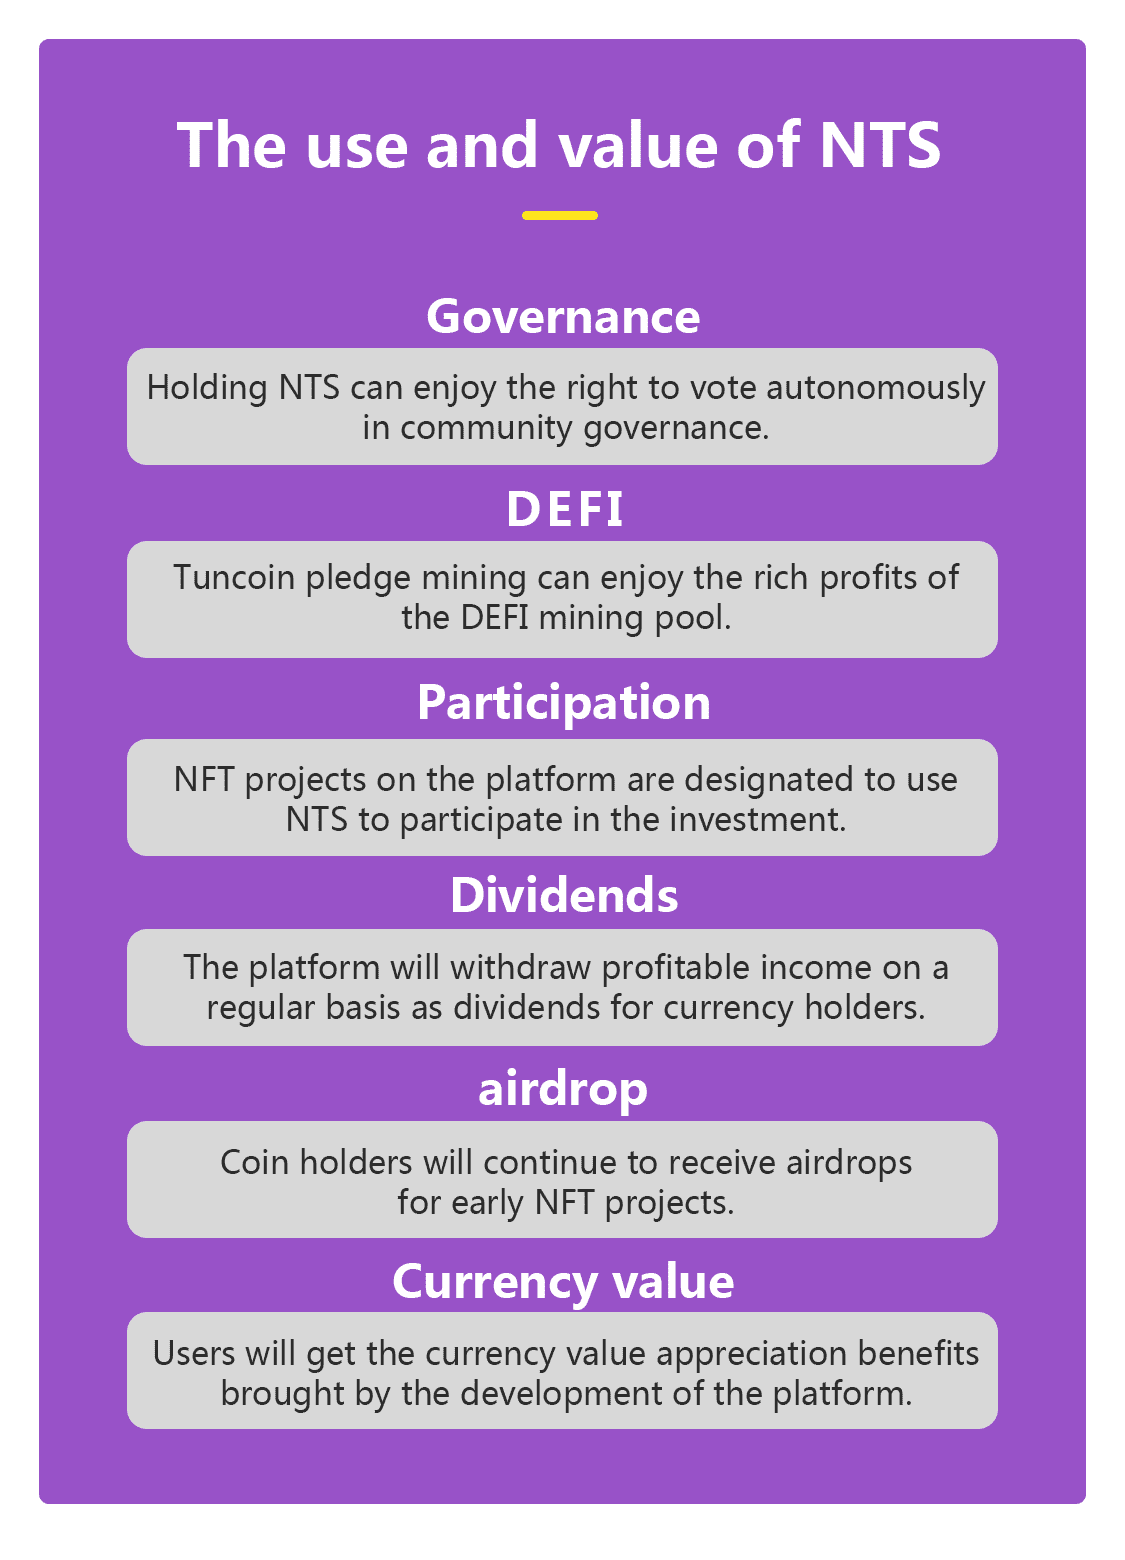 The use and value of NTS
Governance
Holding NTS can enjoy the right to vote autonomously
in community governance.
DEFI
Tuncoin pledge mining can enjoy the rich profits of
the DEFI mining pool.
Participation
NFT projects on the platform are designated to use
NTS to participate in the investment.
Dividends
The platform will withdraw profitable income on a
regular basis as dividends for currency holders.
airdrop
Coin holders will continue to receive airdrops
for early NFT projects.
Currency value
Users will get the currency value appreciation benefits
brought by the development of the platform.